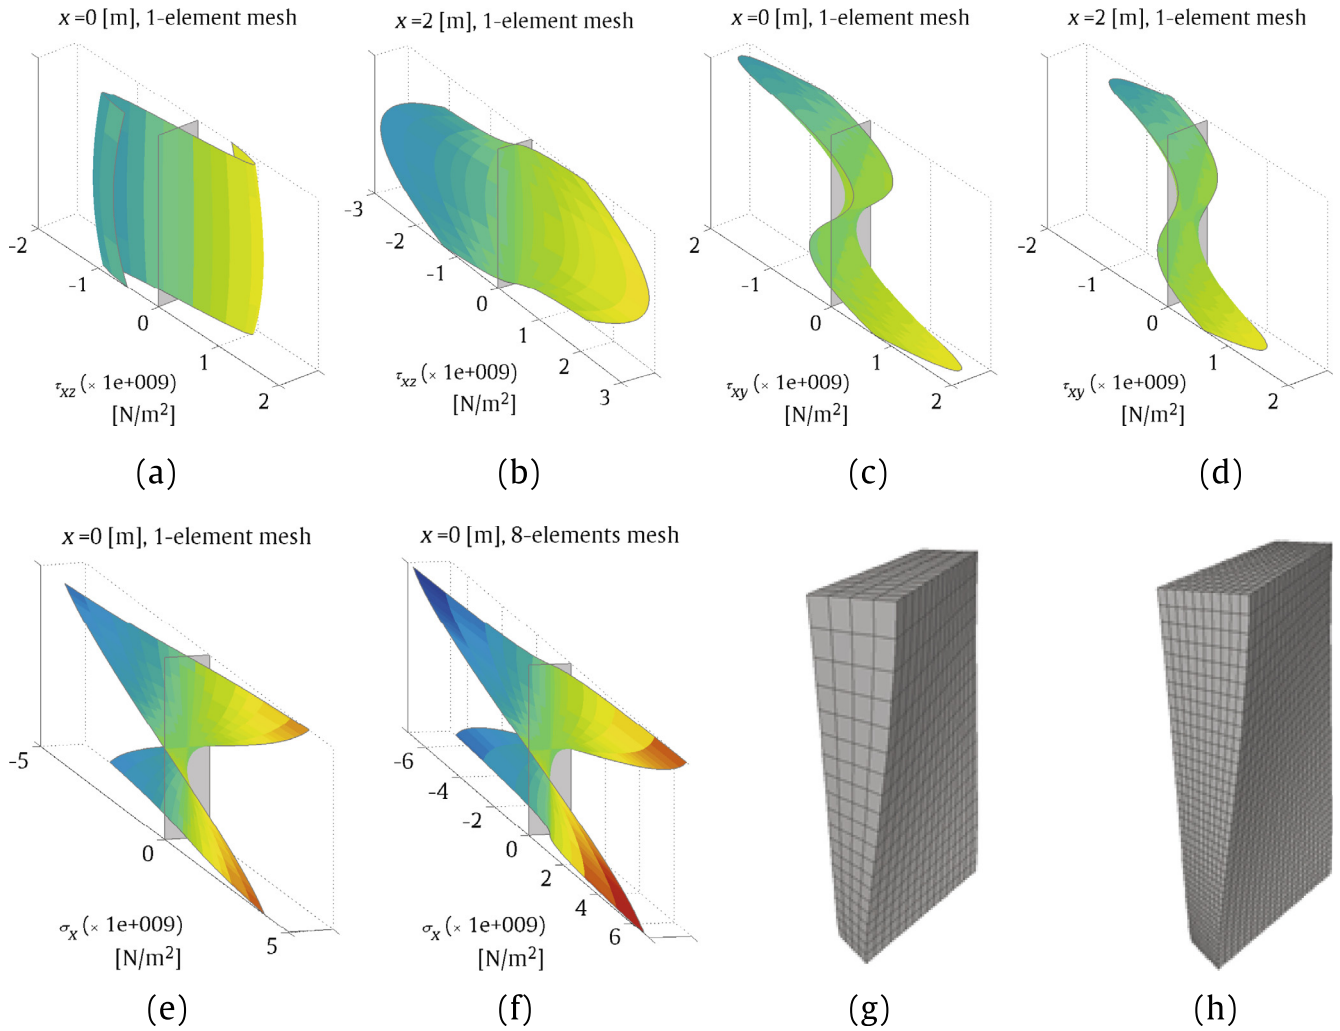 x=0 [m], 1-element mesh
x=2 [m], 1-element mesh
x=0 [m], 1-element mesh
x=2 [m], 1-element mesh
-2
-1
0
1
2
τxz (× 1e+009)
[N/m²]
-3
-2
-1
0
1
2
3
τxz (× 1e+009)
[N/m²]
2
-1
0
1
2
τxy (× 1e+009)
[N/m²]
-2
-1
0
1
2
τxy (× 1e+009)
[N/m²]
(a)
(b)
(c)
(d)
x=0 [m], 1-element mesh
x=0 [m], 8-elements mesh
-5
0
5
σx (× 1e+009)
[N/m²]
-6
-4
-2
0
2
4
6
σx (× 1e+009)
[N/m²]
(e)
(f)
(g)
(h)